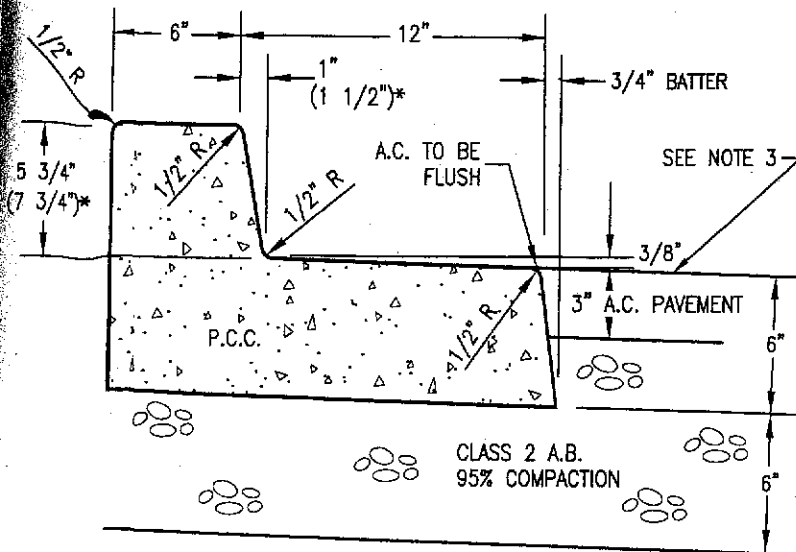 6"
12"
1/2" R
1"
(1 1/2")*
3/4" BATTER
A.C. TO BE
FLUSH
SEE NOTE 3
5 3/4"
(7 3/4")*
1/2" R
1/2" R
3/8"
3" A.C. PAVEMENT
P.C.C.
1/2" R
6"
CLASS 2 A.B.
95% COMPACTION
6"